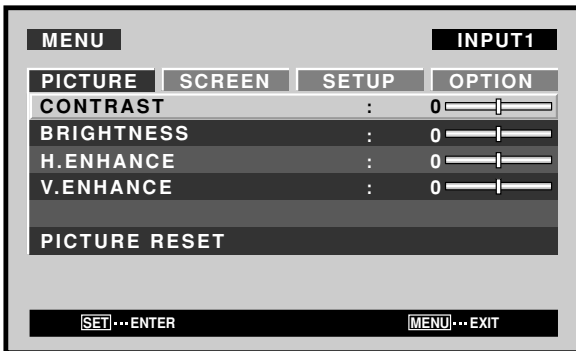 MENU INPUT1
PICTURE SCREEN SETUP OPTION
CONTRAST : 0
BRIGHTNESS : 0
H.ENHANCE : 0
V.ENHANCE : 0
PICTURE RESET
SET···ENTER MENU···EXIT